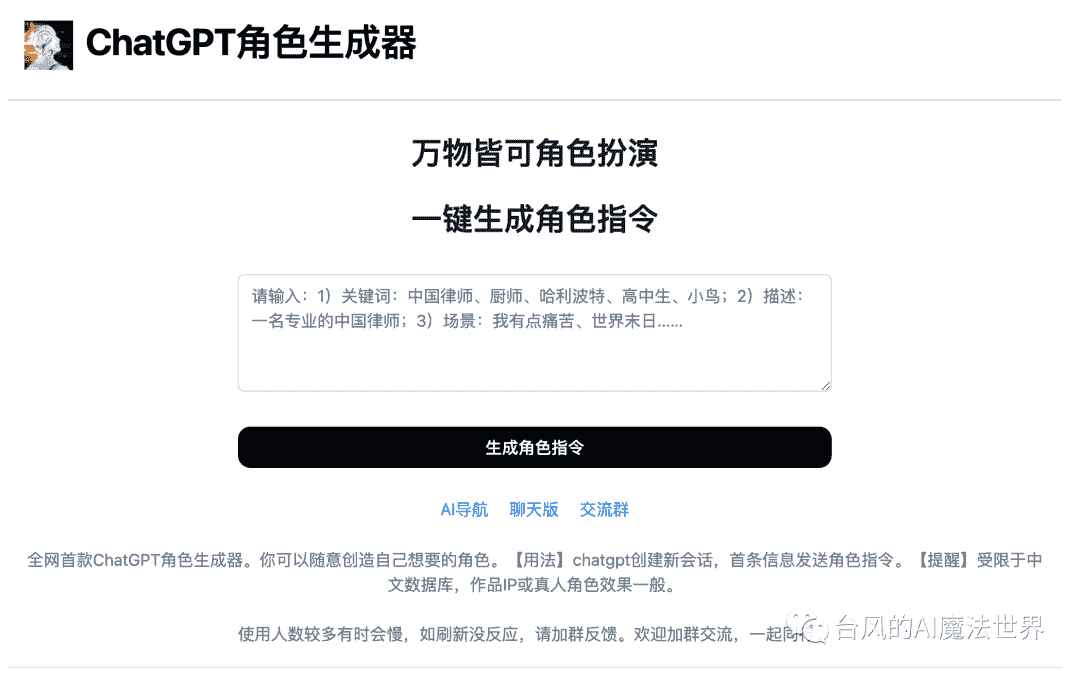 ChatGPT角色生成器
万物皆可角色扮演
一键生成角色指令
请输入：1）关键词：中国律师、厨师、哈利波特、高中生、小鸟；2）描述：
一名专业的中国律师；3）场景：我有点痛苦、世界末日……
生成角色指令
AI导航 聊天版 交流群
全网首款ChatGPT角色生成器。你可以随意创造自己想要的角色。【用法】chatgpt创建新会话，首条信息发送角色指令。【提醒】受限于中
文数据库，作品IP或真人角色效果一般。
使用人数较多有时会慢，如刷新没反应，请加群反馈。欢迎加群交流，一起
台风的AI魔法世界